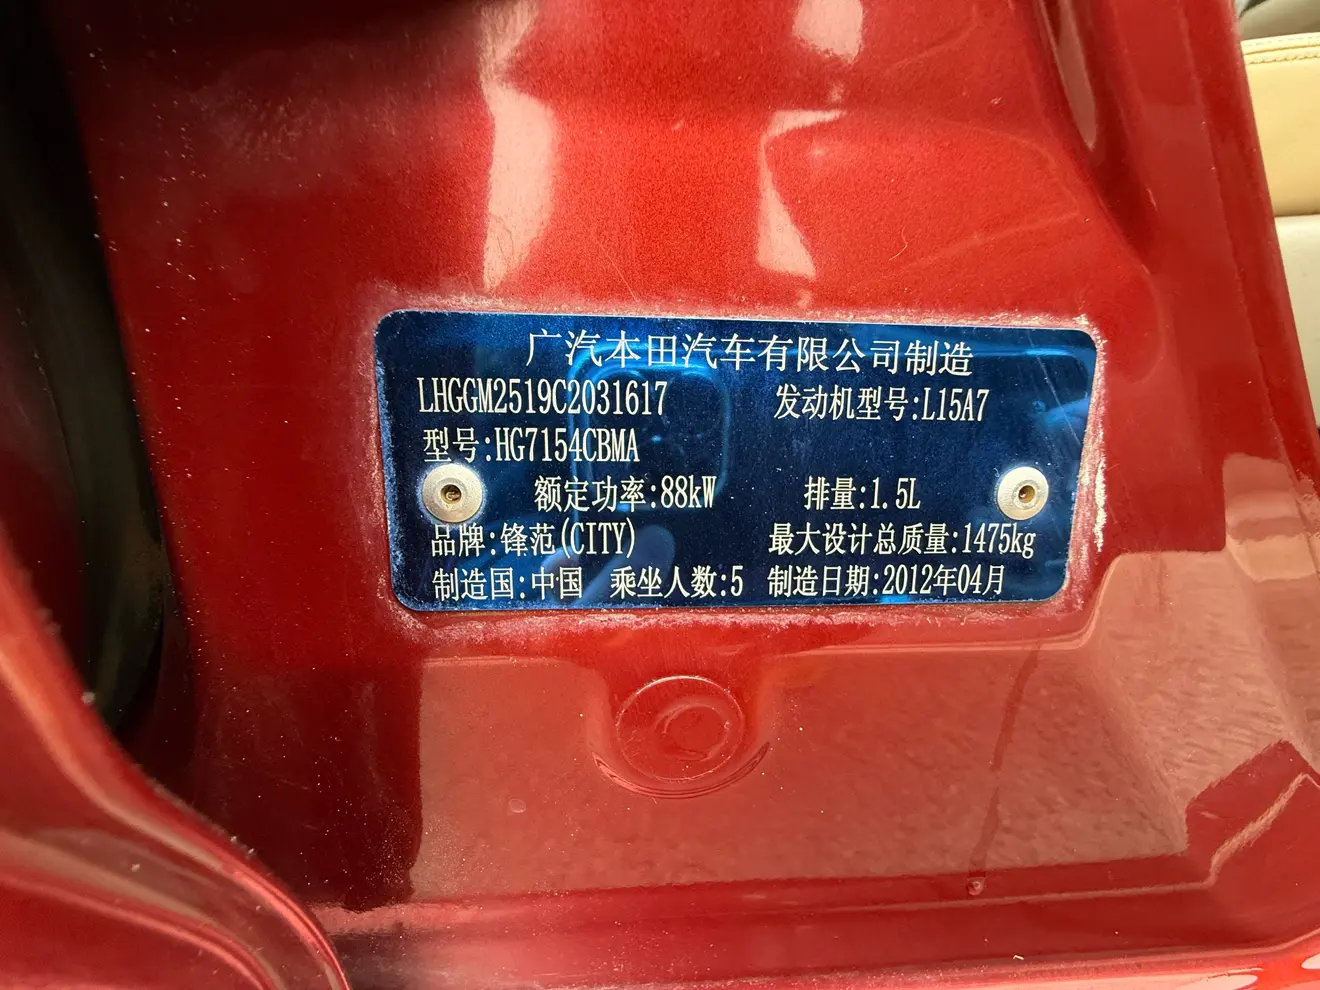 广汽本田汽车有限公司制造
LHGGM2519C2031617 发动机型号:L15A7
型号:HG7154CBMA
额定功率:88kW 排量:1.5L
品牌:锋范(CITY) 最大设计总质量:1475kg
制造国:中国 乘坐人数:5 制造日期:2012年04月